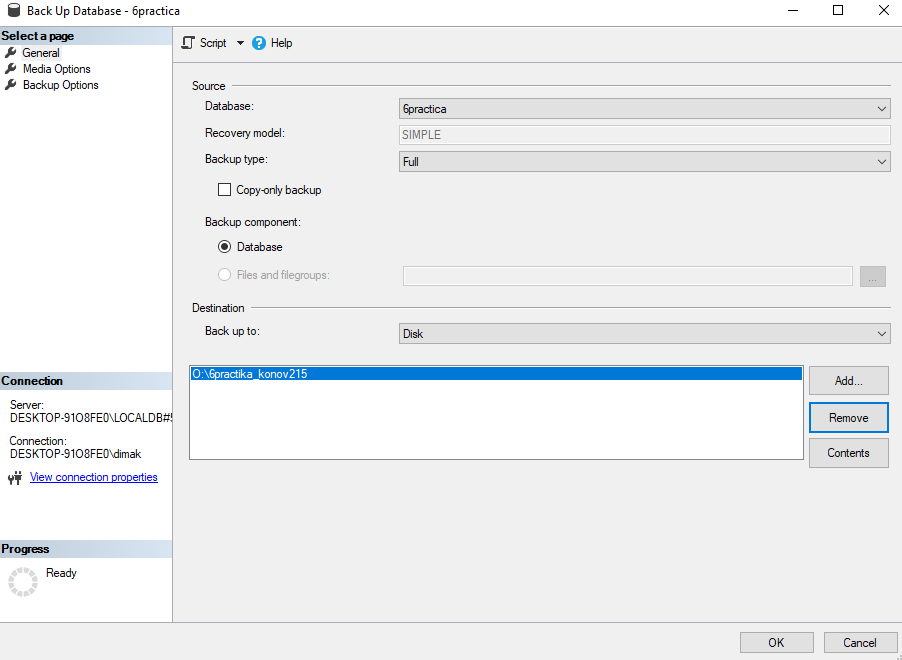 Back Up Database - 6practica
Select a page
General
Media Options
Backup Options
Script
Help
Source
Database:
6practica
Recovery model:
SIMPLE
Backup type:
Full
Copy-only backup
Backup component:
Database
Files and filegroups:
...
Destination
Back up to:
Disk
O:\6practika_konov215
Add...
Remove
Contents
Connection
Server:
DESKTOP-91O8FE0\LOCALDB#
Connection:
DESKTOP-91O8FE0\dimak
View connection properties
Progress
Ready
OK
Cancel